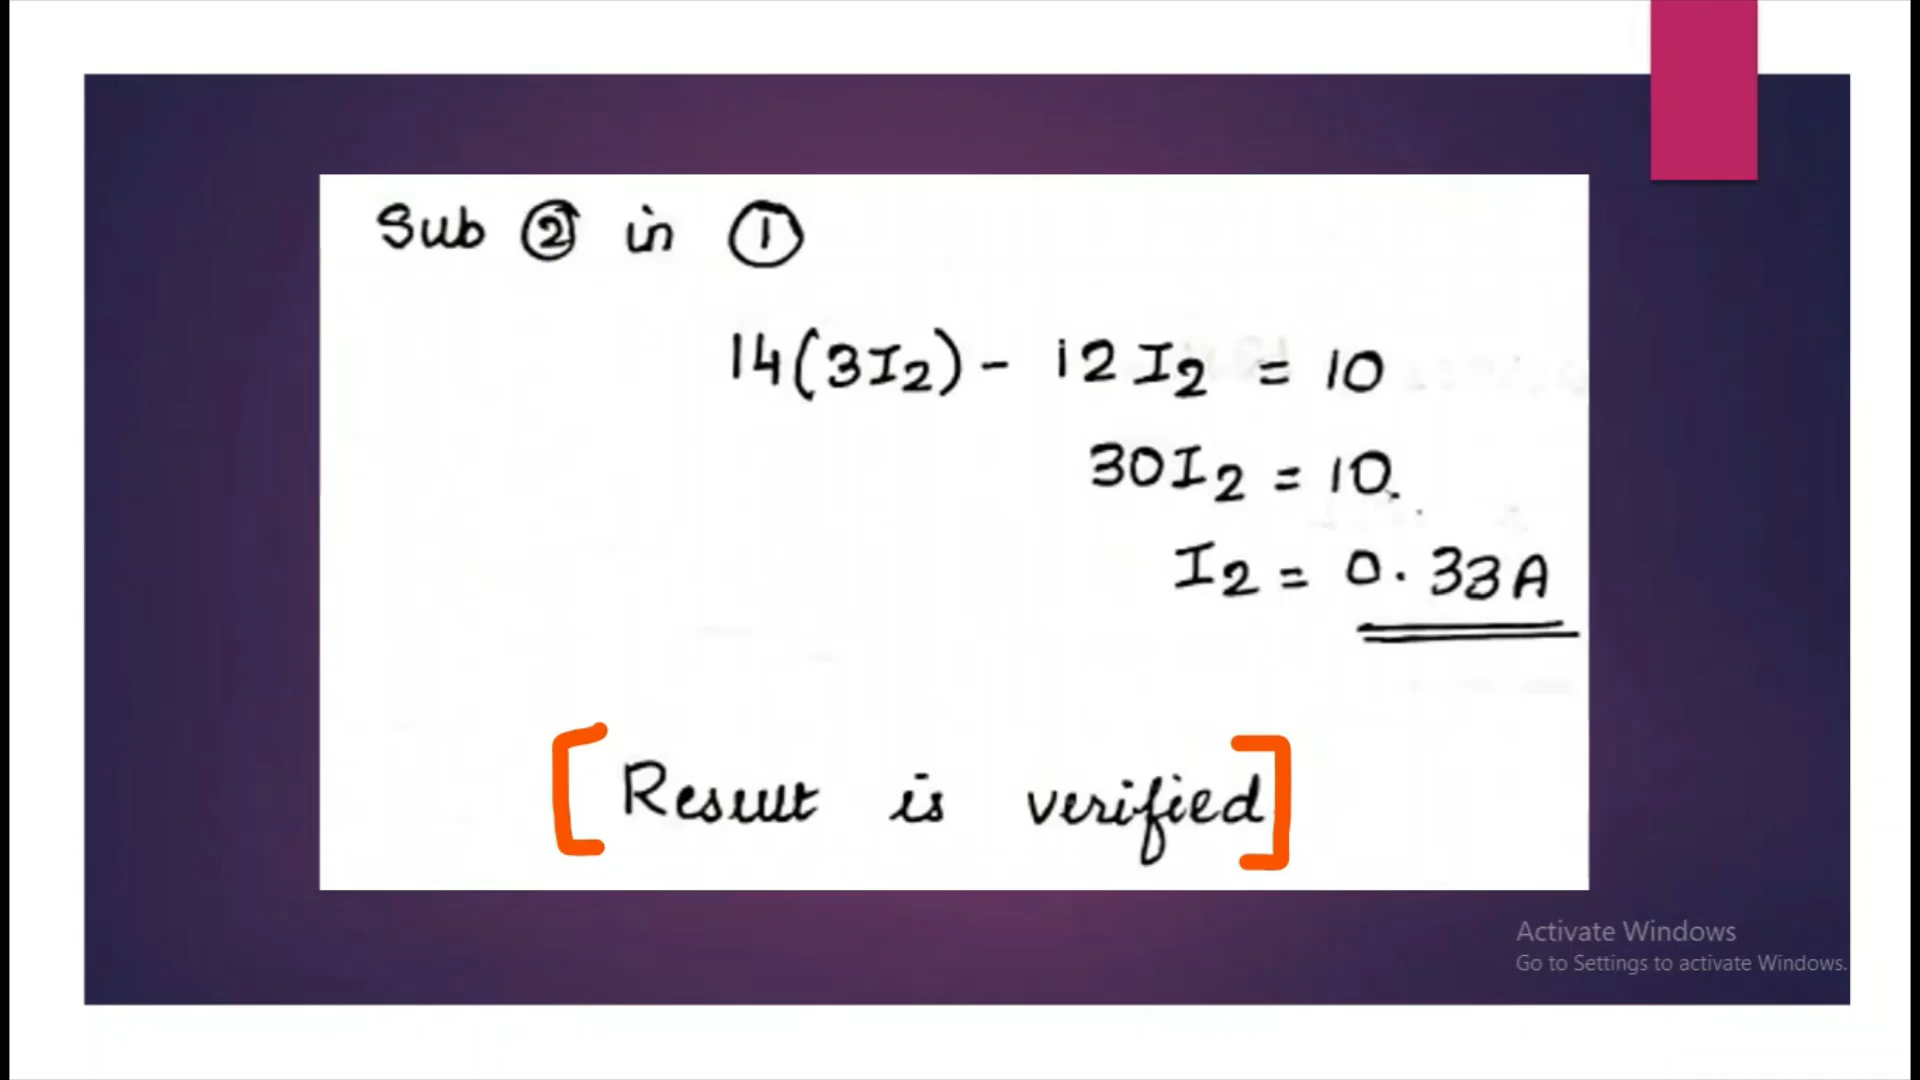 Sub ② in ①
14(3I2) - 12I2 = 10
30I2 = 10.
I2 = 0.33A
[Result is verified]
Activate Windows
Go to Settings to activate Windows.